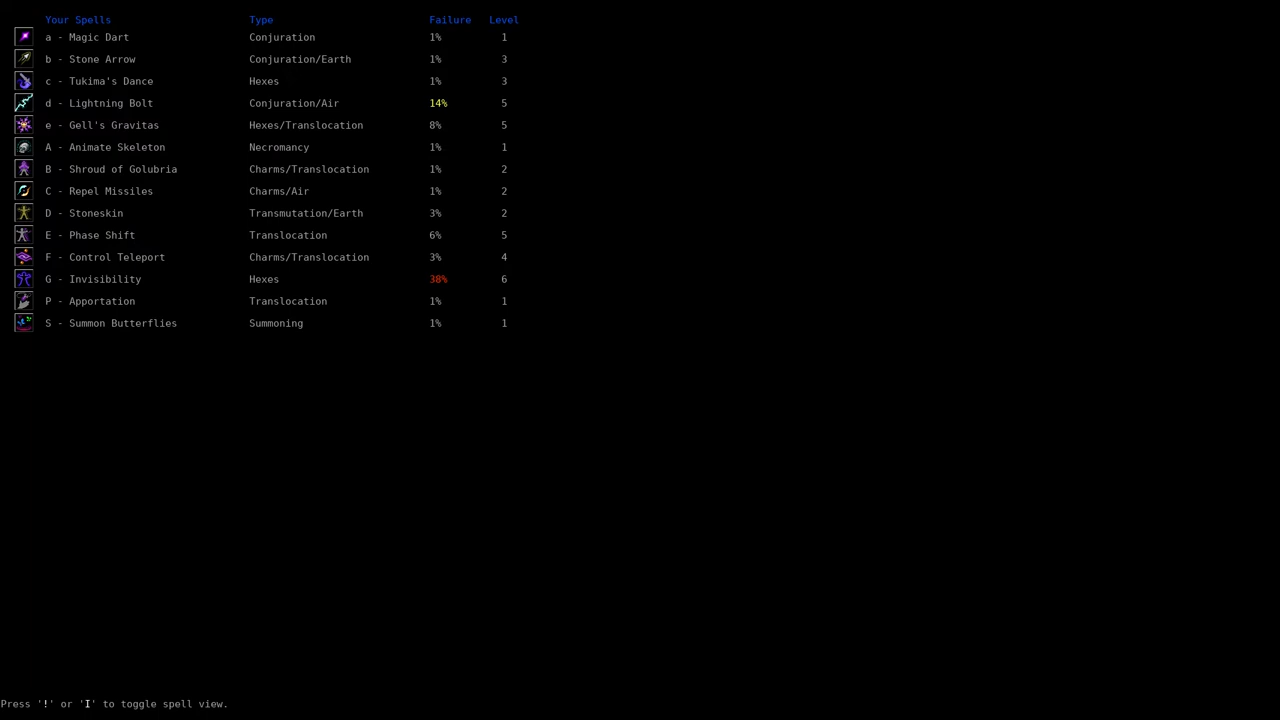 Your Spells Type Failure Level
a - Magic Dart Conjuration 1% 1
b - Stone Arrow Conjuration/Earth 1% 3
c - Tukima's Dance Hexes 1% 3
d - Lightning Bolt Conjuration/Air 14% 5
e - Gell's Gravitas Hexes/Translocation 8% 5
A - Animate Skeleton Necromancy 1% 1
B - Shroud of Golubria Charms/Translocation 1% 2
C - Repel Missiles Charms/Air 1% 2
D - Stoneskin Transmutation/Earth 3% 2
E - Phase Shift Translocation 6% 5
F - Control Teleport Charms/Translocation 3% 4
G - Invisibility Hexes 38% 6
P - Apportation Translocation 1% 1
S - Summon Butterflies Summoning 1% 1
Press '!' or 'I' to toggle spell view.